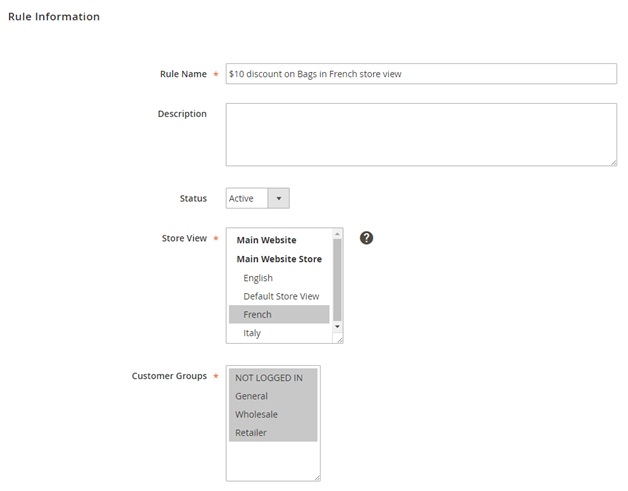 Rule Information
Rule Name *
$10 discount on Bags in French store view
Description
Status
Active
Store View *
Main Website
Main Website Store
English
Default Store View
French
Italy
?
Customer Groups *
NOT LOGGED IN
General
Wholesale
Retailer